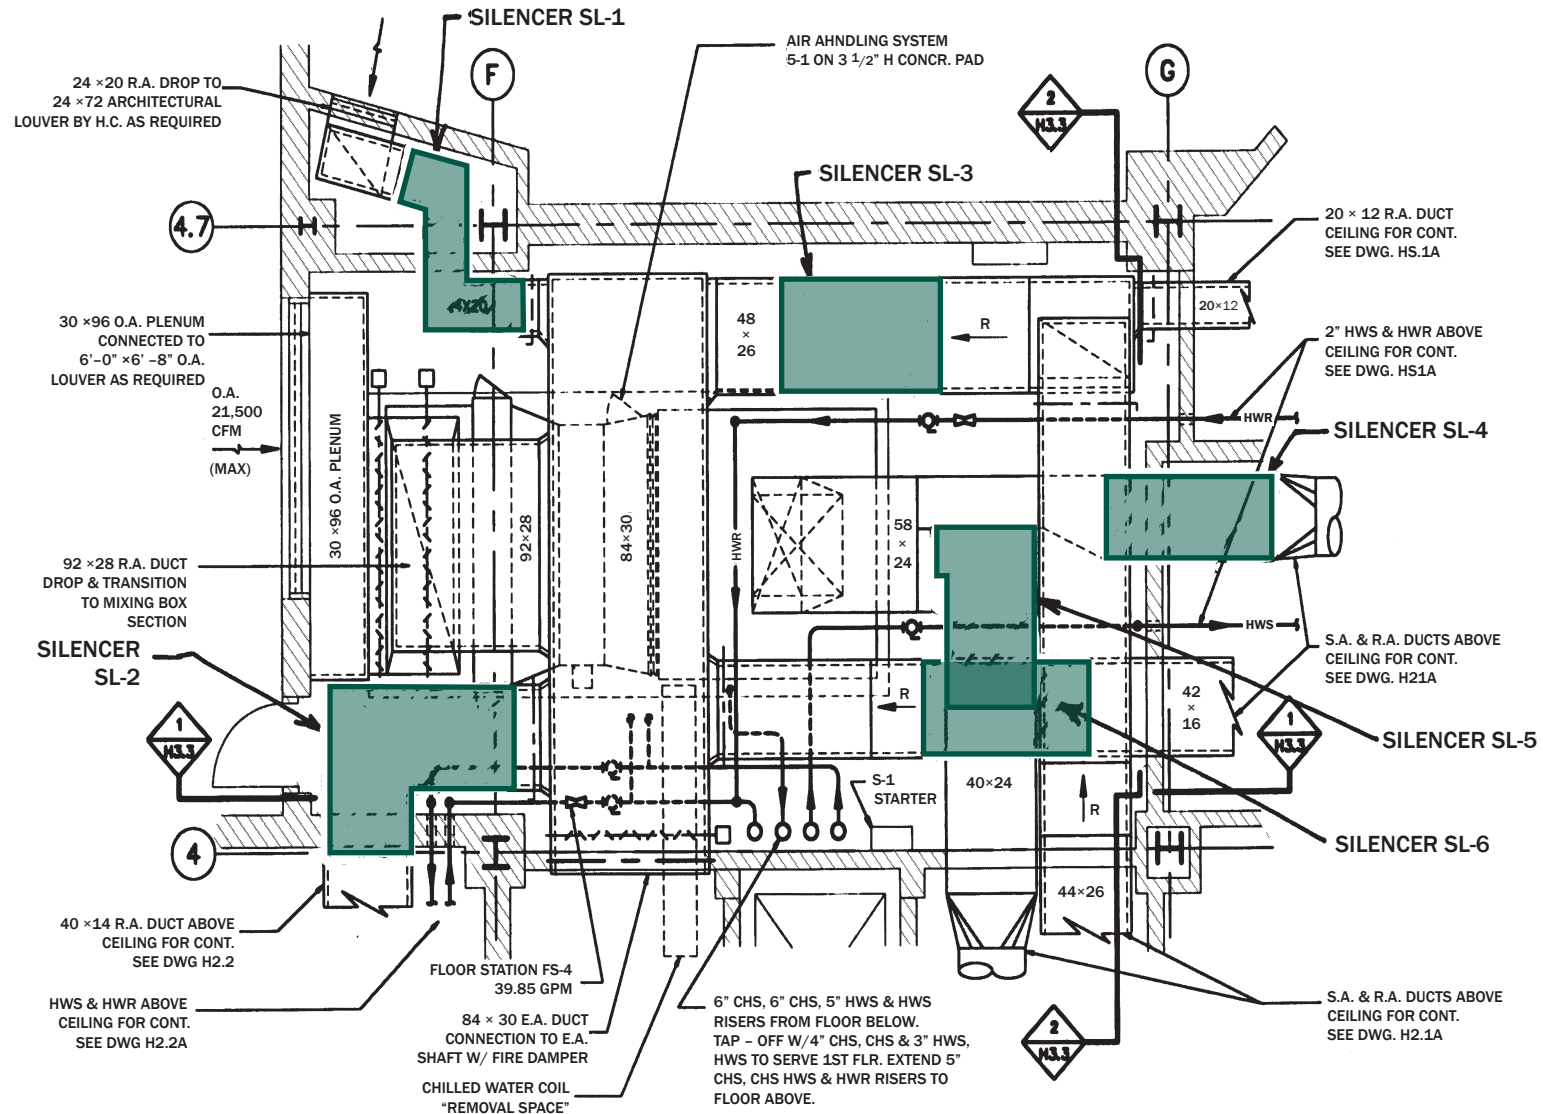 SILENCER SL-1
AIR AHNDLING SYSTEM
5-1 ON 3 1/2" H CONCR. PAD
F
G
2
H3.3
24 ×20 R.A. DROP TO
24 ×72 ARCHITECTURAL
LOUVER BY H.C. AS REQUIRED
SILENCER SL-3
4.7
20 × 12 R.A. DUCT
CEILING FOR CONT.
SEE DWG. HS.1A
4X20
48
×
26
R
20×12
30 ×96 O.A. PLENUM
CONNECTED TO
6'-0" ×6' -8" O.A.
LOUVER AS REQUIRED
2" HWS & HWR ABOVE
CEILING FOR CONT.
SEE DWG. HS1A
O.A.
21,500
CFM
(MAX)
HWR
SILENCER SL-4
30 ×96 O.A. PLENUM
92×28
84×30
HWR
58
×
24
92 ×28 R.A. DUCT
DROP & TRANSITION
TO MIXING BOX
SECTION
HWS
S.A. & R.A. DUCTS ABOVE
CEILING FOR CONT.
SEE DWG. H21A
SILENCER
SL-2
R
42
×
16
1
H3.3
1
H3.3
SILENCER SL-5
40×24
S-1
STARTER
R
SILENCER SL-6
4
44×26
40 ×14 R.A. DUCT ABOVE
CEILING FOR CONT.
SEE DWG H2.2
FLOOR STATION FS-4
39.85 GPM
HWS & HWR ABOVE
CEILING FOR CONT.
SEE DWG H2.2A
84 × 30 E.A. DUCT
CONNECTION TO E.A.
SHAFT W/ FIRE DAMPER
CHILLED WATER COIL
"REMOVAL SPACE"
6" CHS, 6" CHS, 5" HWS & HWS
RISERS FROM FLOOR BELOW.
TAP – OFF W/4" CHS, CHS & 3" HWS,
HWS TO SERVE 1ST FLR. EXTEND 5"
CHS, CHS HWS & HWR RISERS TO
FLOOR ABOVE.
2
H3.3
S.A. & R.A. DUCTS ABOVE
CEILING FOR CONT.
SEE DWG. H2.1A